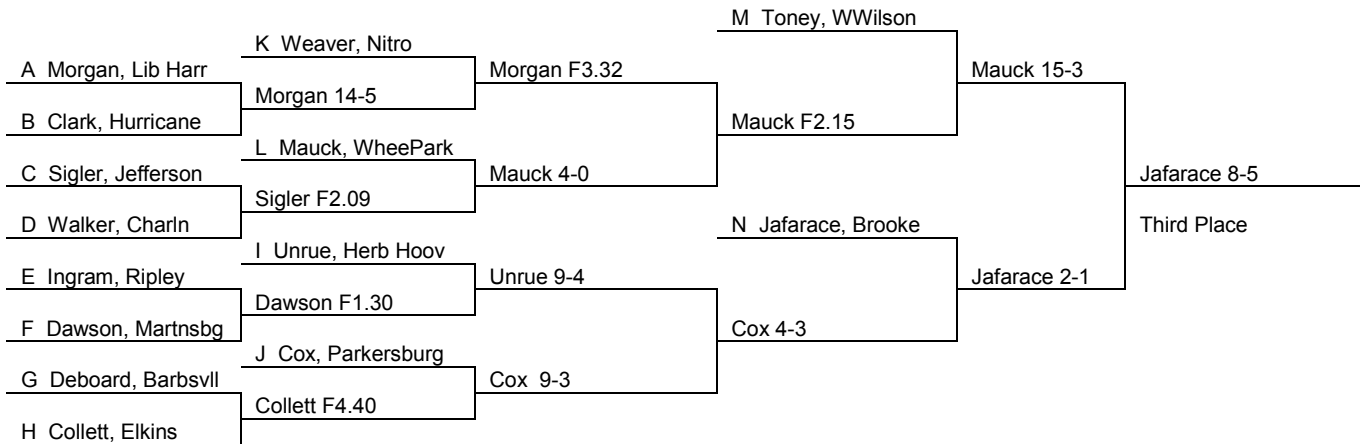 M Toney, WWilson
K Weaver, Nitro
A Morgan, Lib Harr
Morgan F3.32
Mauck 15-3
Morgan 14-5
B Clark, Hurricane
Mauck F2.15
L Mauck, WheePark
C Sigler, Jefferson
Mauck 4-0
Jafarace 8-5
Sigler F2.09
D Walker, Charln
N Jafarace, Brooke
Third Place
I Unrue, Herb Hoov
E Ingram, Ripley
Unrue 9-4
Jafarace 2-1
Dawson F1.30
F Dawson, Martnsbg
Cox 4-3
J Cox, Parkersburg
G Deboard, Barbsvll
Cox 9-3
Collett F4.40
H Collett, Elkins